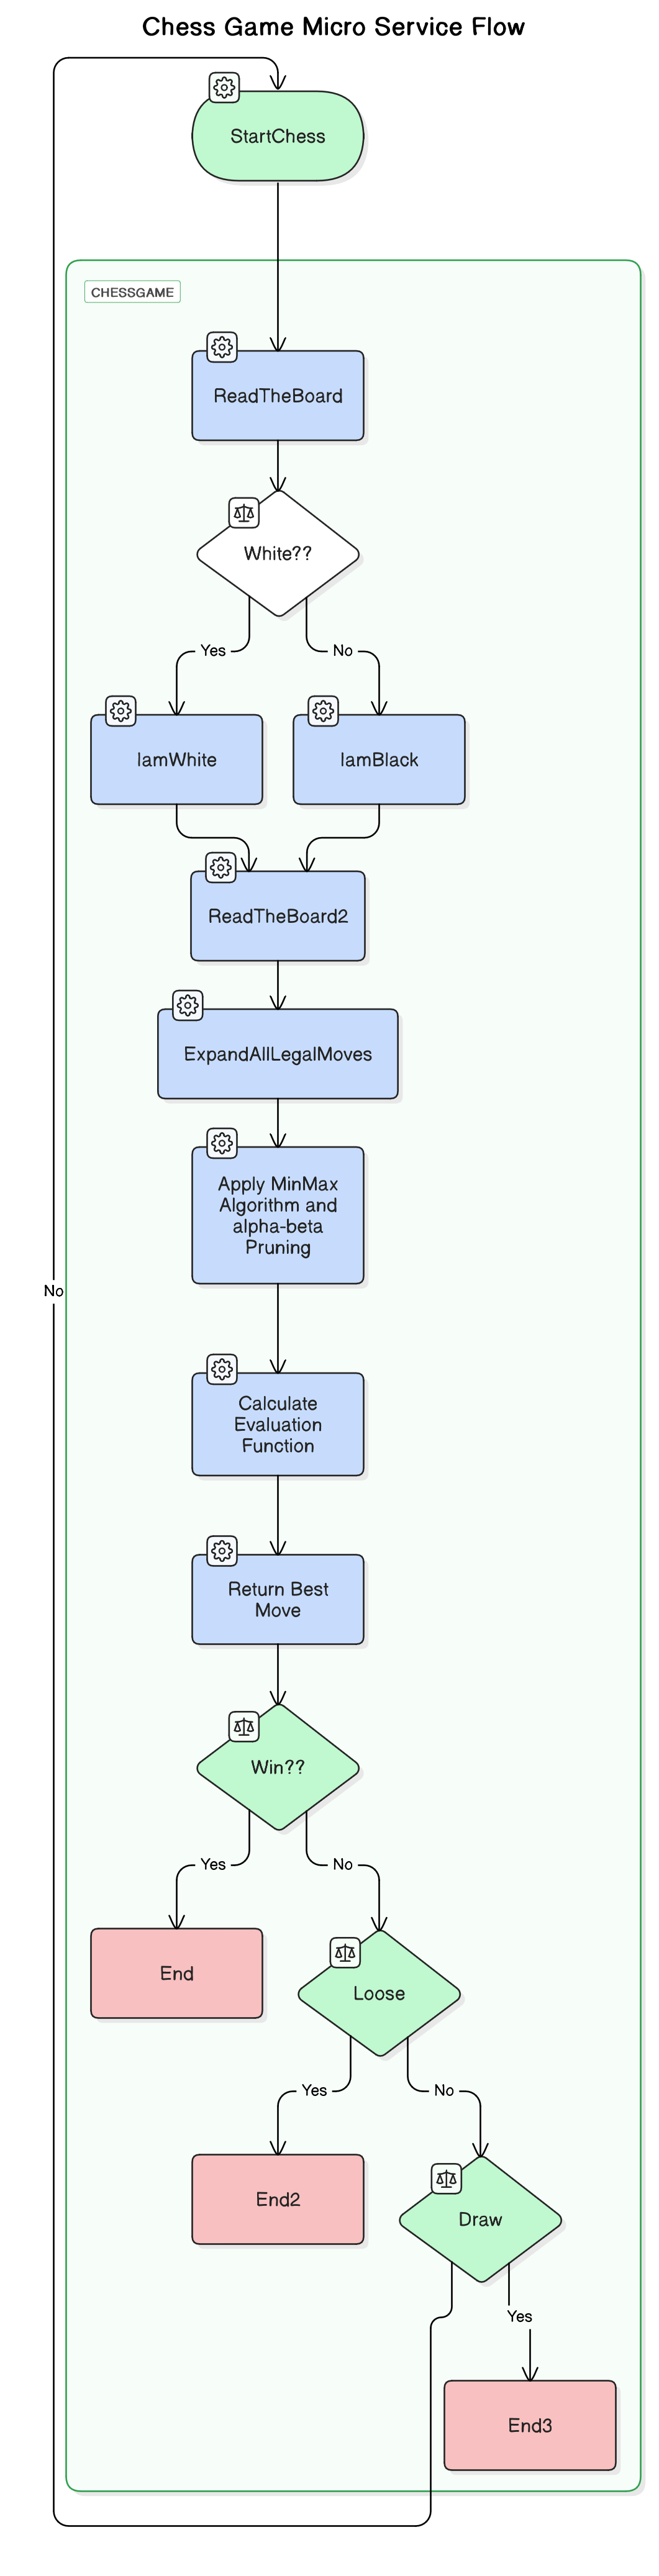 Chess Game Micro Service Flow
StartChess
CHESSGAME
ReadTheBoard
White??
Yes
No
IamWhite
IamBlack
ReadTheBoard2
ExpandAllLegalMoves
Apply MinMax
Algorithm and
alpha-beta
Pruning
No
Calculate
Evaluation
Function
Return Best
Move
Win??
Yes
No
End
Loose
Yes
No
End2
Draw
Yes
End3